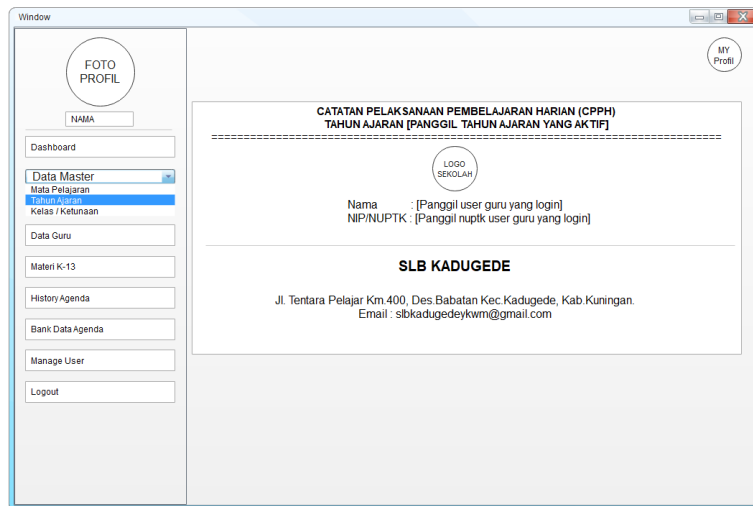 Window
FOTO
PROFIL
NAMA
Dashboard
Data Master
Mata Pelajaran
Tahun Ajaran
Kelas / Ketunaan
Data Guru
Materi K-13
History Agenda
Bank Data Agenda
Manage User
Logout
MY
Profil
CATATAN PELAKSANAAN PEMBELAJARAN HARIAN (CPPH)
TAHUN AJARAN [PANGGIL TAHUN AJARAN YANG AKTIF]
LOGO
SEKOLAH
Nama : [Panggil user guru yang login]
NIP/NUPTK : [Panggil nuptk user guru yang login]
SLB KADUGEDE
Jl. Tentara Pelajar Km.400, Des.Babatan Kec.Kadugede, Kab.Kuningan.
Email : slbkadugedeykwm@gmail.com